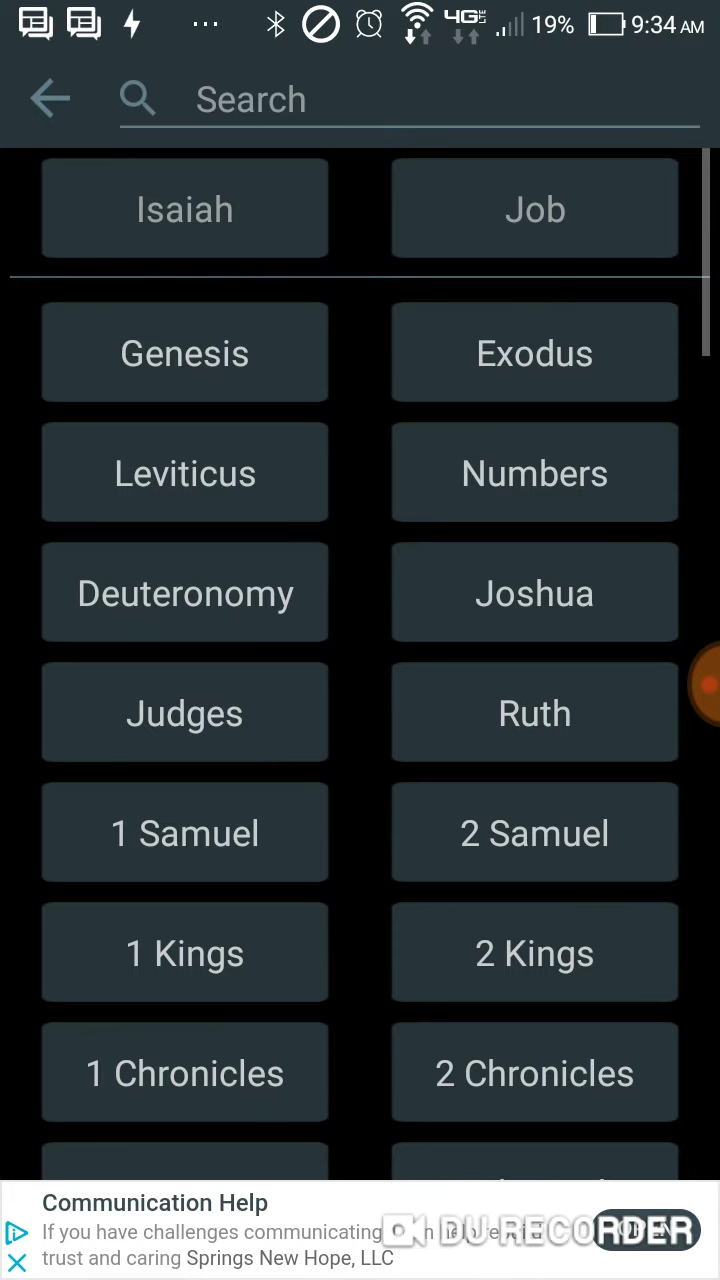 4G LTE 19% 9:34 AM
Search
Isaiah Job
Genesis Exodus
Leviticus Numbers
Deuteronomy Joshua
Judges Ruth
1 Samuel 2 Samuel
1 Kings 2 Kings
1 Chronicles 2 Chronicles
Communication Help
If you have challenges communicating
DU RECORDER
trust and caring Springs New Hope, LLC